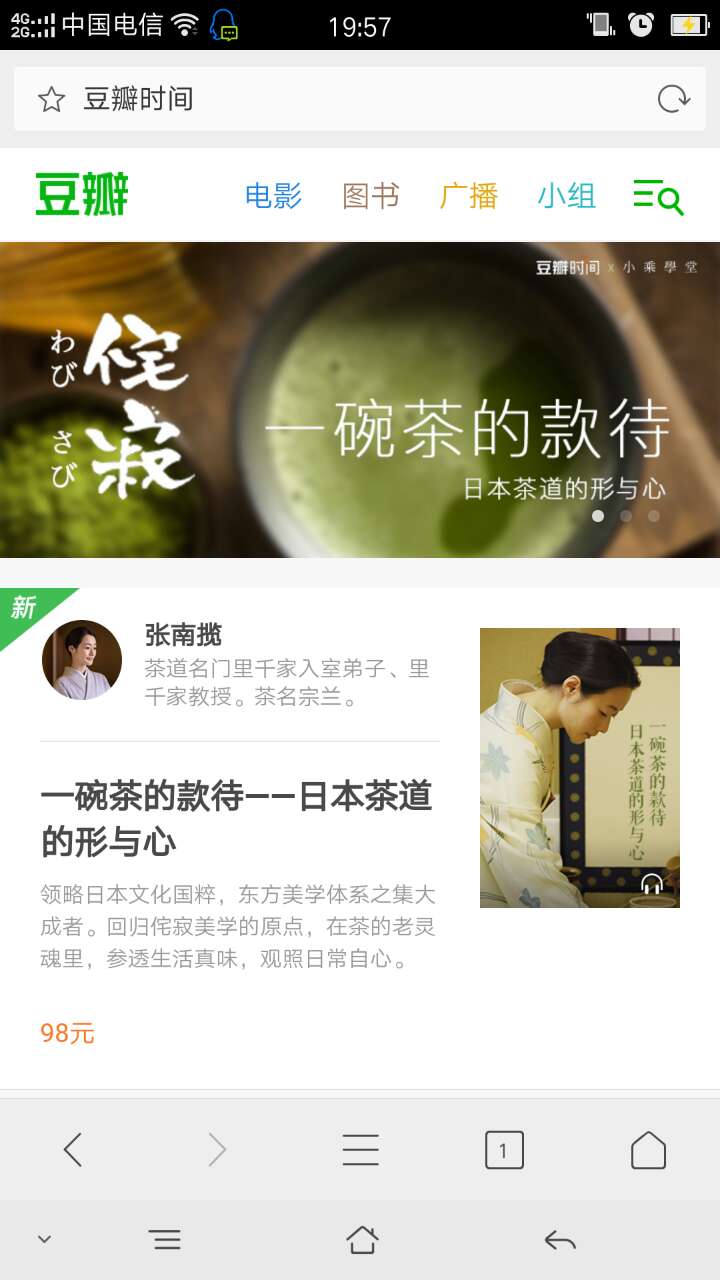 4G 2G 中国电信 19:57
豆瓣时间
豆瓣 电影 图书 广播 小组
豆瓣时间 x 小乘學堂
わび 侘
さび 寂
一碗茶的款待
日本茶道的形与心
新
张南揽
茶道名门里千家入室弟子、里
千家教授。茶名宗兰。
一碗茶的款待——日本茶道
的形与心
领略日本文化国粹，东方美学体系之集大
成者。回归侘寂美学的原点，在茶的老灵
魂里，参透生活真味，观照日常自心。
98元
一碗茶的款待
日本茶道的形与心
1